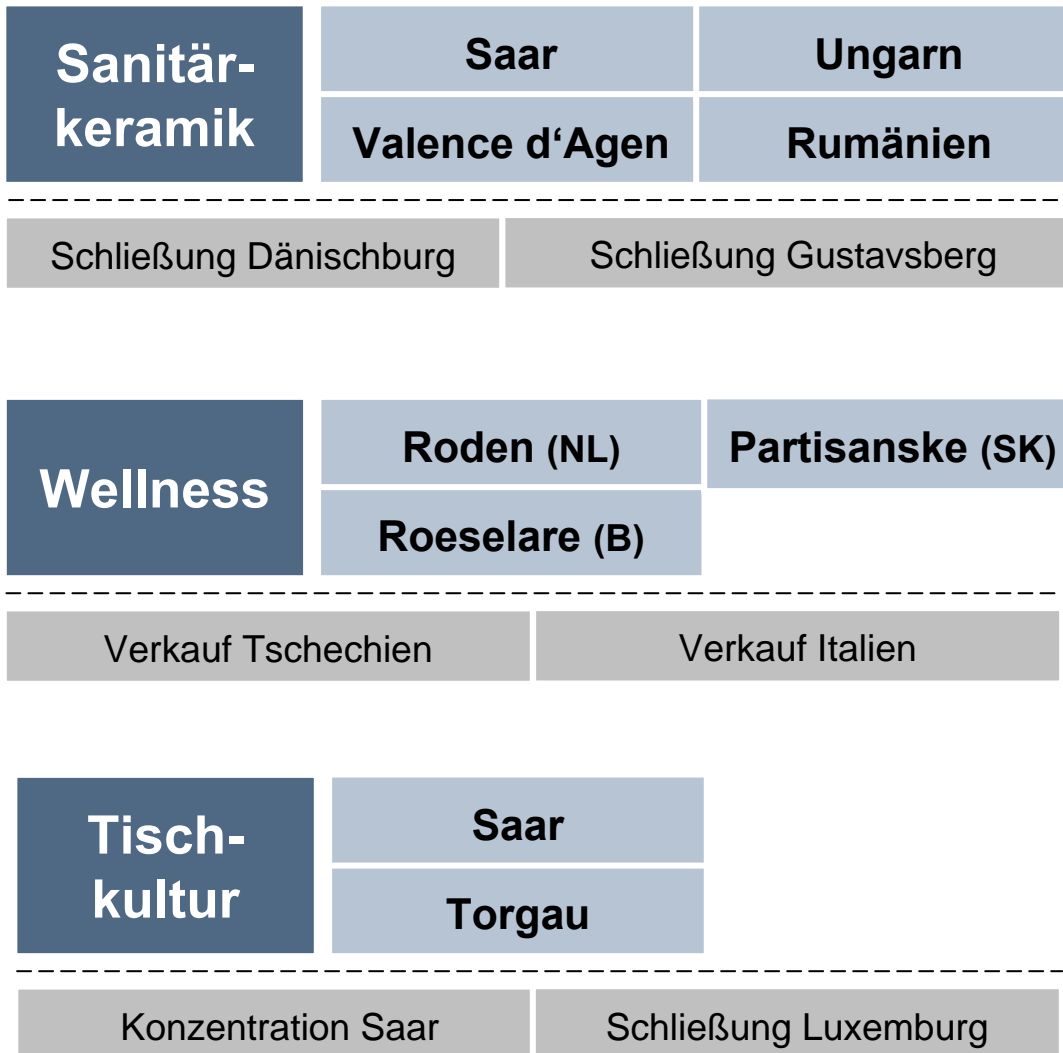 Sanitär-
keramik
Saar
Ungarn
Valence d‘Agen
Rumänien
Schließung Dänischburg
Schließung Gustavsberg
Wellness
Roden (NL)
Partisanske (SK)
Roeselare (B)
Verkauf Tschechien
Verkauf Italien
Tisch-
kultur
Saar
Torgau
Konzentration Saar
Schließung Luxemburg